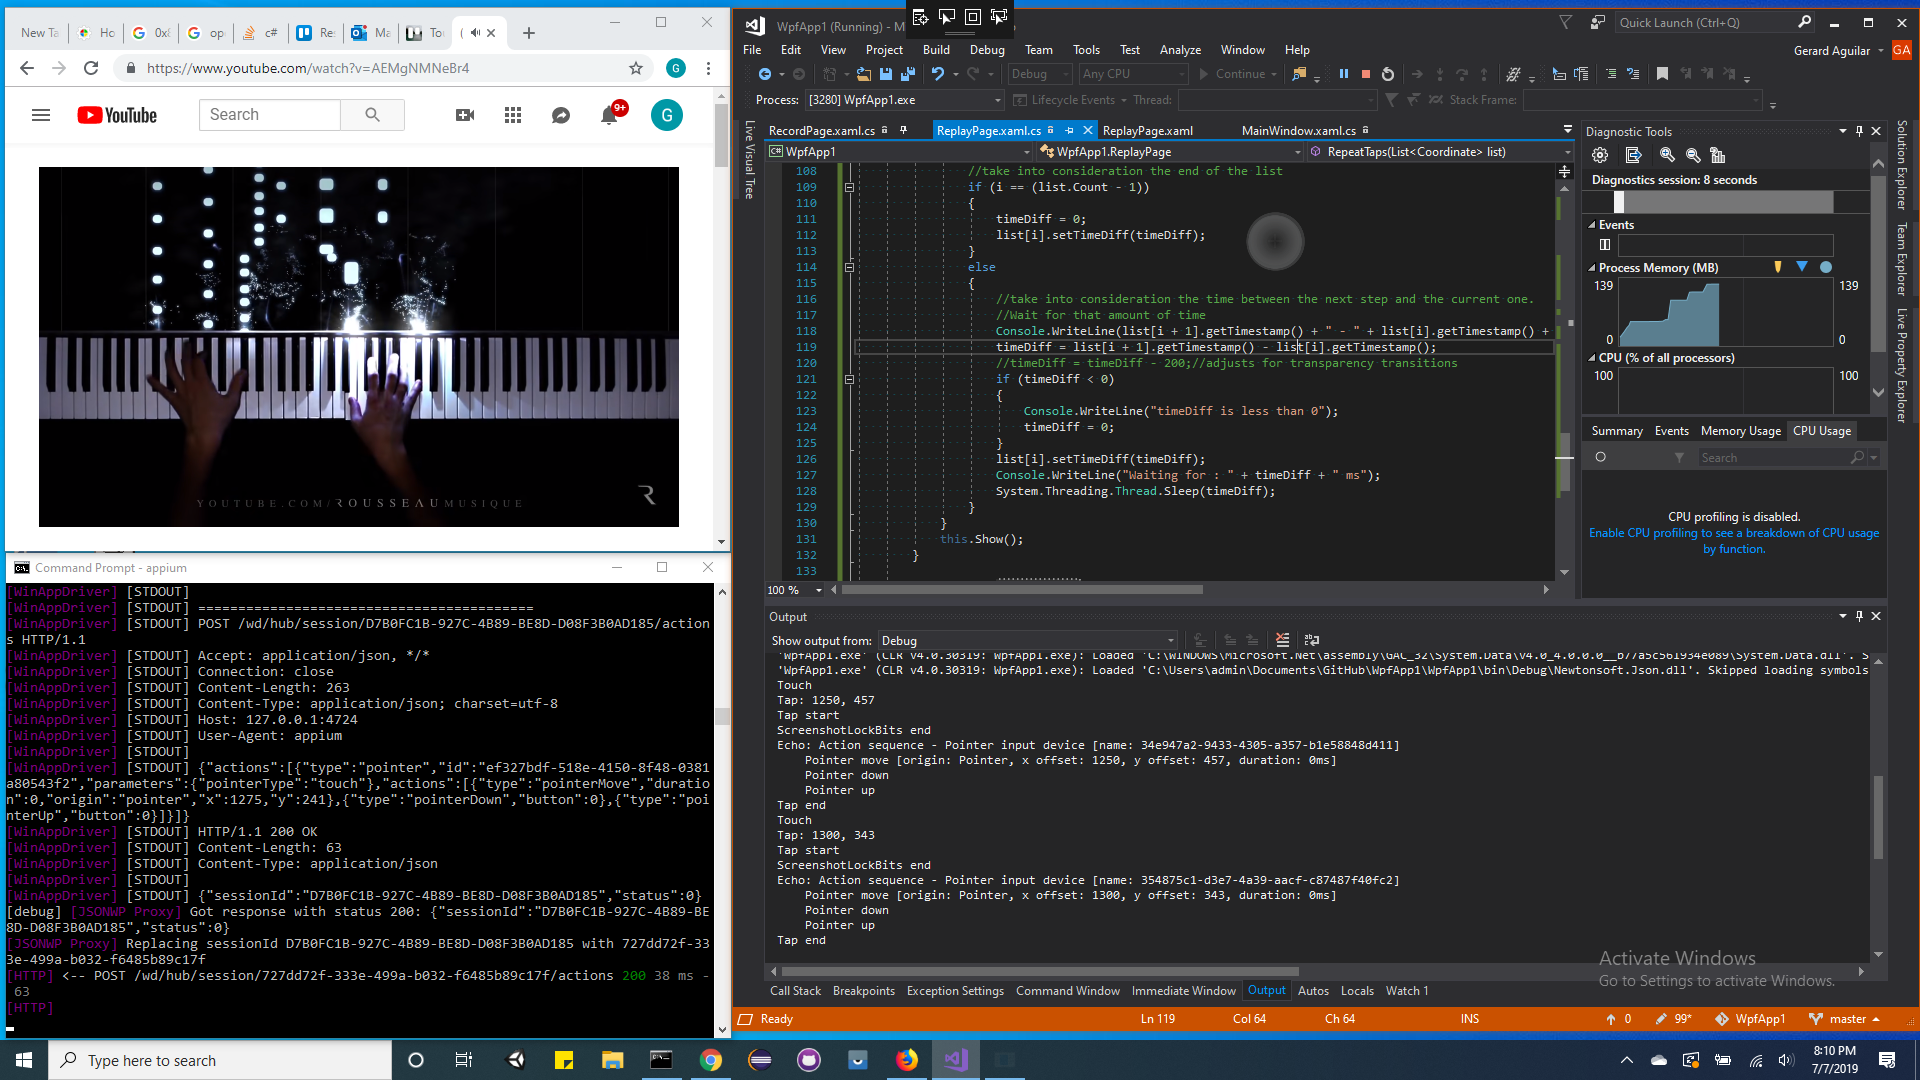 New Ta
Ho
0x8
ope
c#
Re
Ma
Tou
https://www.youtube.com/watch?v=AEMgNMNeBr4
G
YouTube
Search
9+
G
YOUTUBE.COM/ROUSSEAUMUSIQUE
Command Prompt - appium
[WinAppDriver] [STDOUT]
[WinAppDriver] [STDOUT] ==========================================
[WinAppDriver] [STDOUT] POST /wd/hub/session/D7B0FC1B-927C-4B89-BE8D-D08F3B0AD185/action
s HTTP/1.1
[WinAppDriver] [STDOUT] Accept: application/json, */*
[WinAppDriver] [STDOUT] Connection: close
[WinAppDriver] [STDOUT] Content-Length: 263
[WinAppDriver] [STDOUT] Content-Type: application/json; charset=utf-8
[WinAppDriver] [STDOUT] Host: 127.0.0.1:4724
[WinAppDriver] [STDOUT] User-Agent: appium
[WinAppDriver] [STDOUT]
[WinAppDriver] [STDOUT] {"actions":[{"type":"pointer","id":"ef327bdf-518e-4150-8f48-0381
a80543f2","parameters":{"pointerType":"touch"},"actions":[{"type":"pointerMove","duratio
n":0,"origin":"pointer","x":1275,"y":241},{"type":"pointerDown","button":0},{"type":"poi
nterUp","button":0}]}]}
[WinAppDriver] [STDOUT] HTTP/1.1 200 OK
[WinAppDriver] [STDOUT] Content-Length: 63
[WinAppDriver] [STDOUT] Content-Type: application/json
[WinAppDriver] [STDOUT]
[WinAppDriver] [STDOUT] {"sessionId":"D7B0FC1B-927C-4B89-BE8D-D08F3B0AD185","status":0}
[debug] [JSONWP Proxy] Got response with status 200: {"sessionId":"D7B0FC1B-927C-4B89-BE
8D-D08F3B0AD185","status":0}
[JSONWP Proxy] Replacing sessionId D7B0FC1B-927C-4B89-BE8D-D08F3B0AD185 with 727dd72f-33
3e-499a-b032-f6485b89c17f
[HTTP] <-- POST /wd/hub/session/727dd72f-333e-499a-b032-f6485b89c17f/actions 200 38 ms -
63
[HTTP]
WpfApp1 (Running) - M
Quick Launch (Ctrl+Q)
File Edit View Project Build Debug Team Tools Test Analyze Window Help
Gerard Aguilar GA
Debug Any CPU Continue
Process: [3280] WpfApp1.exe Lifecycle Events Thread: Stack Frame:
Live Visual Tree
RecordPage.xaml.cs ReplayPage.xaml.cs ReplayPage.xaml MainWindow.xaml.cs
WpfApp1 WpfApp1.ReplayPage RepeatTaps(List<Coordinate> list)
108 //take into consideration the end of the list
109 if (i == (list.Count - 1))
110 {
111 timeDiff = 0;
112 list[i].setTimeDiff(timeDiff);
113 }
114 else
115 {
116 //take into consideration the time between the next step and the current one.
117 //Wait for that amount of time
118 Console.WriteLine(list[i + 1].getTimestamp() + " - " + list[i].getTimestamp() +
119 timeDiff = list[i + 1].getTimestamp() - list[i].getTimestamp();
120 //timeDiff = timeDiff - 200;//adjusts for transparency transitions
121 if (timeDiff < 0)
122 {
123 Console.WriteLine("timeDiff is less than 0");
124 timeDiff = 0;
125 }
126 list[i].setTimeDiff(timeDiff);
127 Console.WriteLine("Waiting for : " + timeDiff + " ms");
128 System.Threading.Thread.Sleep(timeDiff);
129 }
130 }
131 this.Show();
132 }
133
100 %
Diagnostic Tools
Diagnostics session: 8 seconds
Events
Process Memory (MB)
139 139
0 0
CPU (% of all processors)
100 100
Summary Events Memory Usage CPU Usage
Search
CPU profiling is disabled.
Enable CPU profiling to see a breakdown of CPU usage
by function.
Solution Explorer
Team Explorer
Live Property Explorer
Output
Show output from: Debug
'WpfApp1.exe' (CLR v4.0.30319: WpfApp1.exe): Loaded 'C:\WINDOWS\Microsoft.Net\assembly\GAC_32\System.Data\v4.0_4.0.0.0__b77a5c561934e089\System.Data.dll'. S
'WpfApp1.exe' (CLR v4.0.30319: WpfApp1.exe): Loaded 'C:\Users\admin\Documents\GitHub\WpfApp1\WpfApp1\bin\Debug\Newtonsoft.Json.dll'. Skipped loading symbols
Touch
Tap: 1250, 457
Tap start
ScreenshotLockBits end
Echo: Action sequence - Pointer input device [name: 34e947a2-9433-4305-a357-b1e58848d411]
Pointer move [origin: Pointer, x offset: 1250, y offset: 457, duration: 0ms]
Pointer down
Pointer up
Tap end
Touch
Tap: 1300, 343
Tap start
ScreenshotLockBits end
Echo: Action sequence - Pointer input device [name: 354875c1-d3e7-4a39-aacf-c87487f40fc2]
Pointer move [origin: Pointer, x offset: 1300, y offset: 343, duration: 0ms]
Pointer down
Pointer up
Tap end
Activate Windows
Go to Settings to activate Windows.
Call Stack Breakpoints Exception Settings Command Window Immediate Window Output Autos Locals Watch 1
Ready Ln 119 Col 64 Ch 64 INS 0 99* WpfApp1 master
Type here to search
8:10 PM
7/7/2019